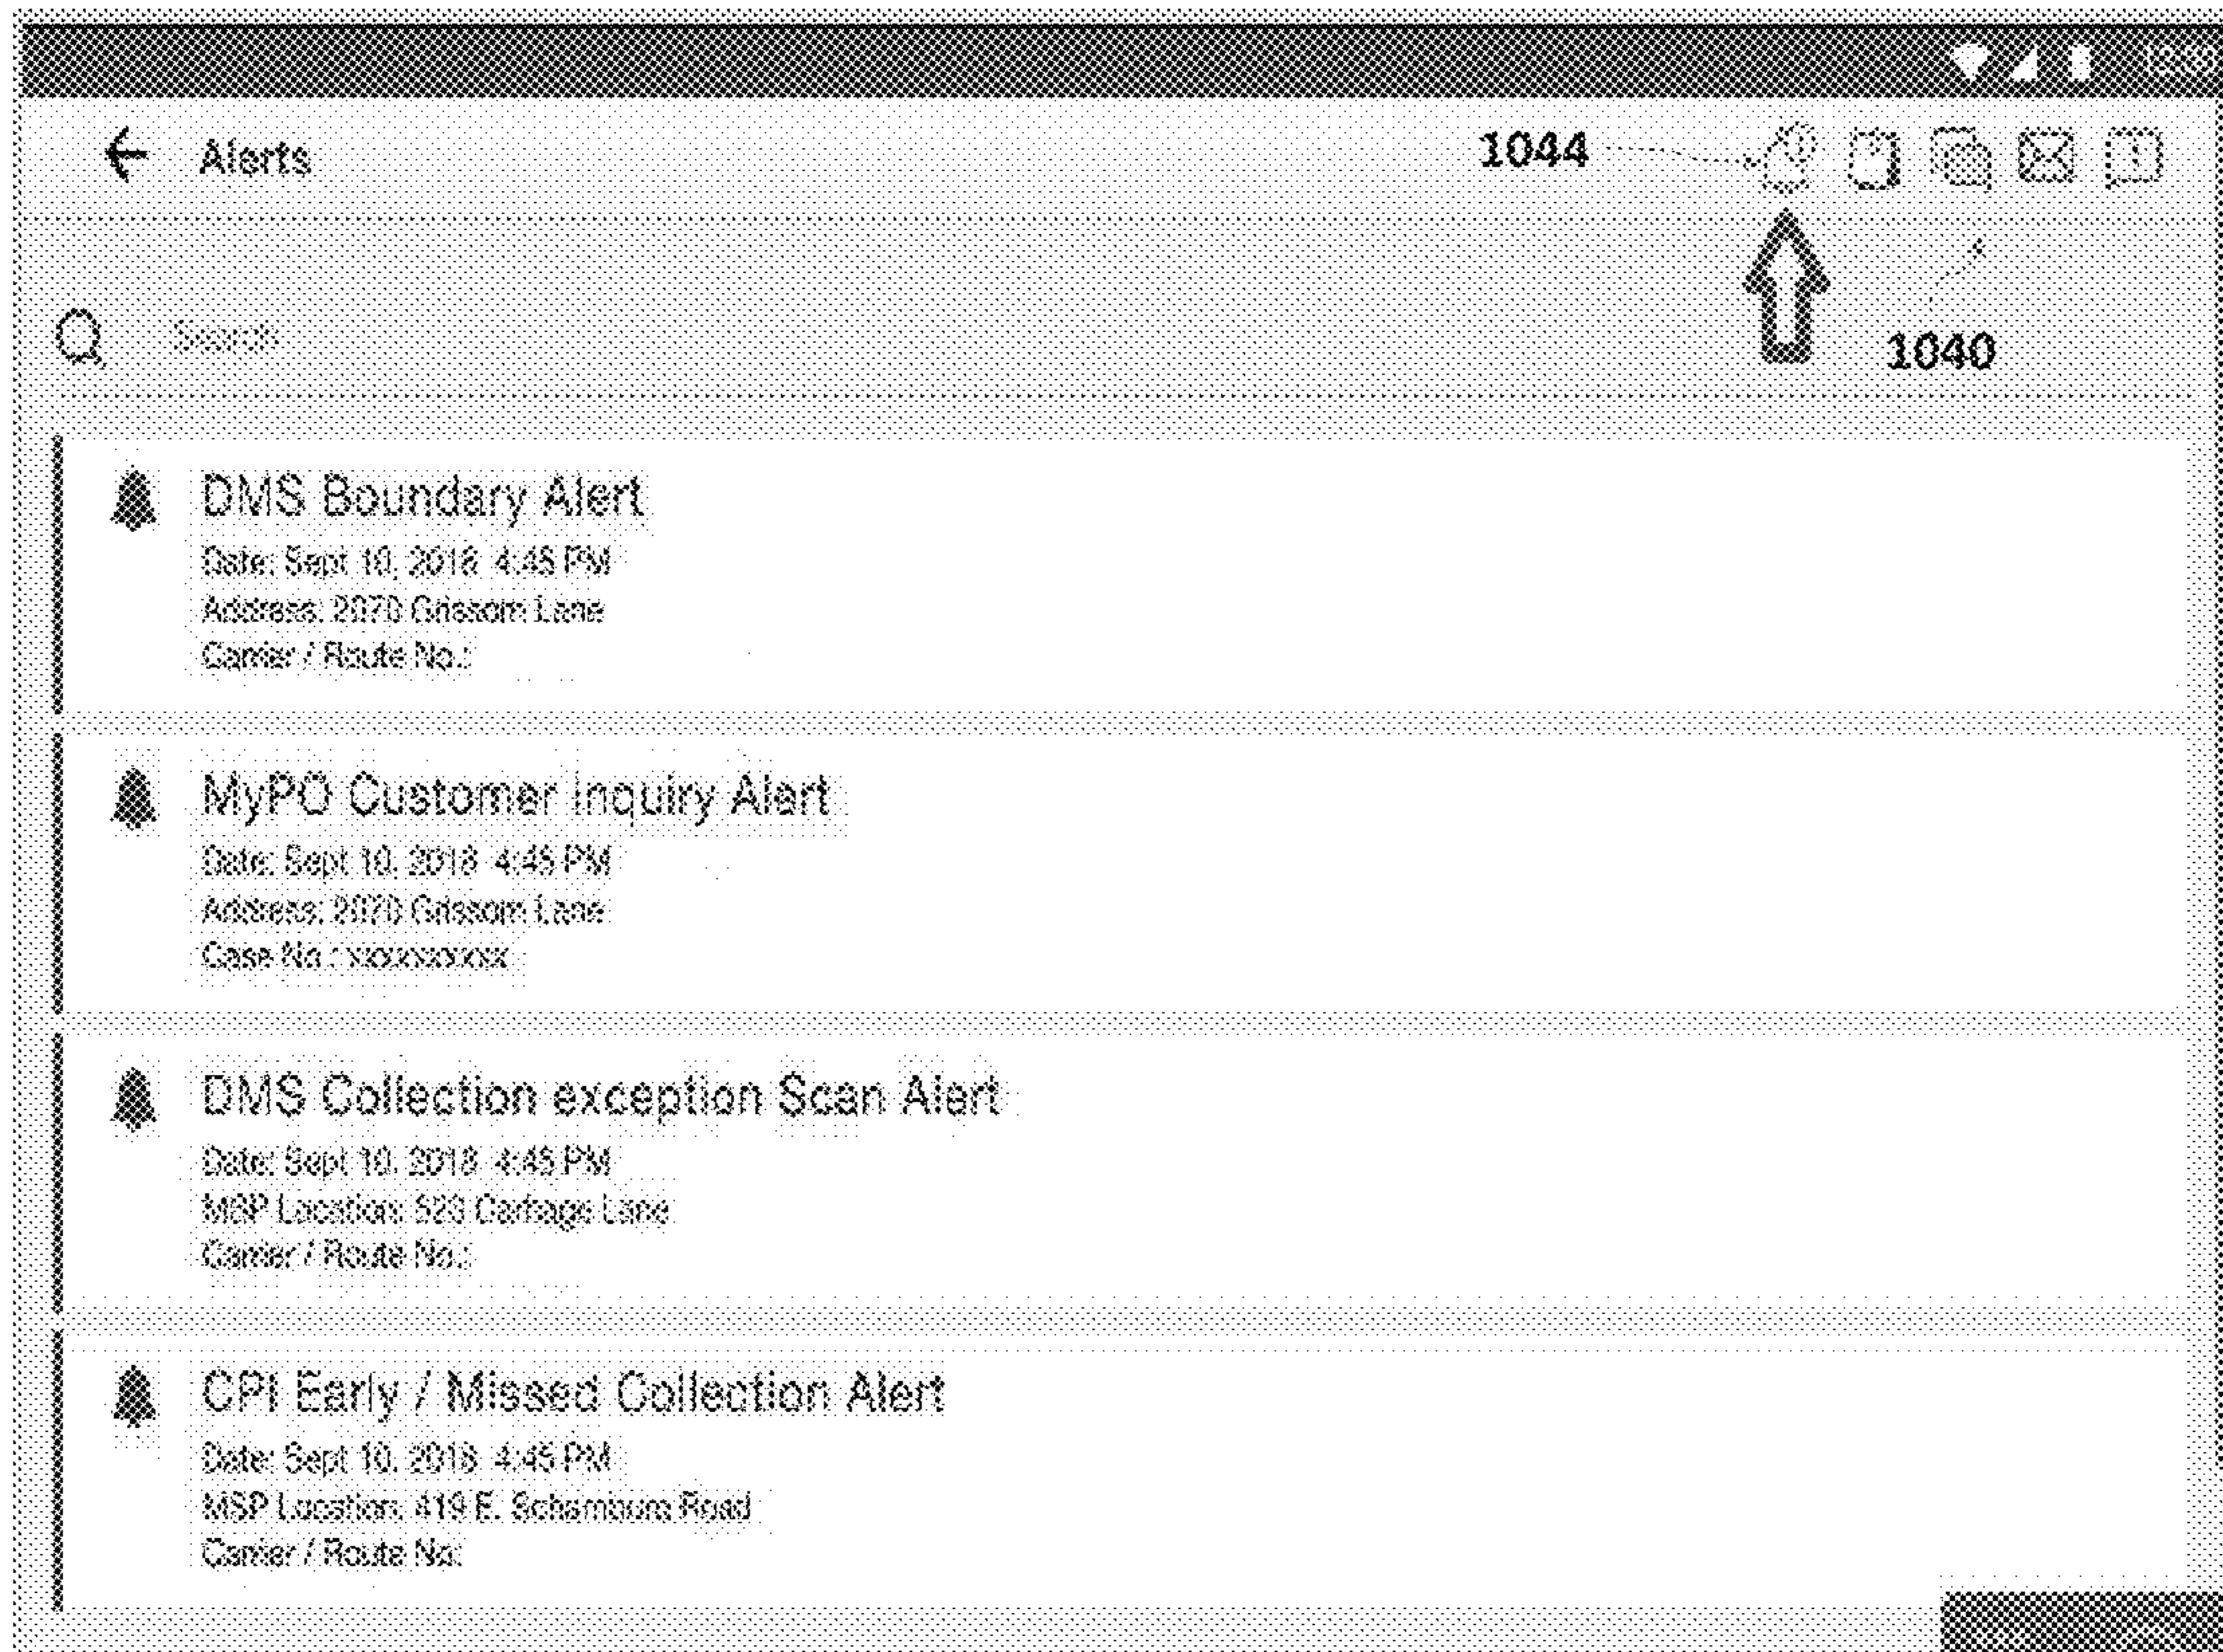 Alerts
1044
Search
1040
DMS Boundary Alert
Date: Sept 10, 2018 4:45 PM
Address: 2070 Grissom Lane
Carrier / Route No.:
MyPO Customer Inquiry Alert
Date: Sept 10, 2018 4:45 PM
Address: 2070 Grissom Lane
Case No.: xxxxxxxxxx
DMS Collection exception Scan Alert
Date: Sept 10, 2018 4:45 PM
MSP Location: 523 Lane
Carrier / Route No.:
CPI Early / Missed Collection Alert
Date: Sept 10, 2018 4:45 PM
MSP Location: 419 E. Road
Carrier / Route No: